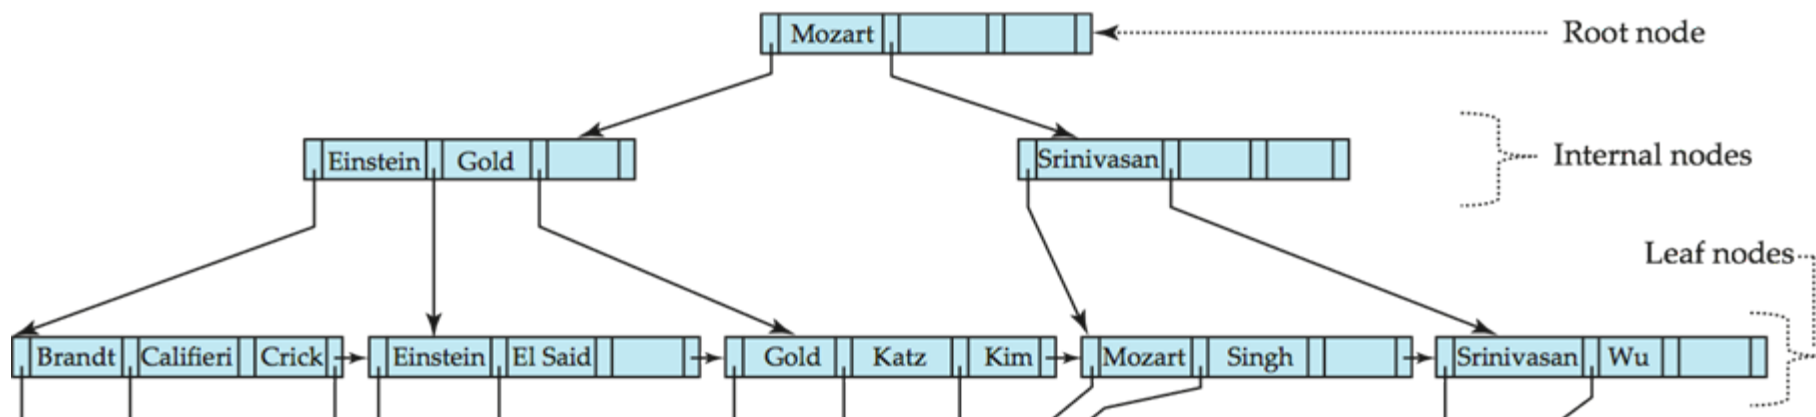 Mozart
Root node
Einstein Gold
Srinivasan
Internal nodes
Leaf nodes
Brandt Califieri Crick Einstein El Said Gold Katz Kim Mozart Singh Srinivasan Wu